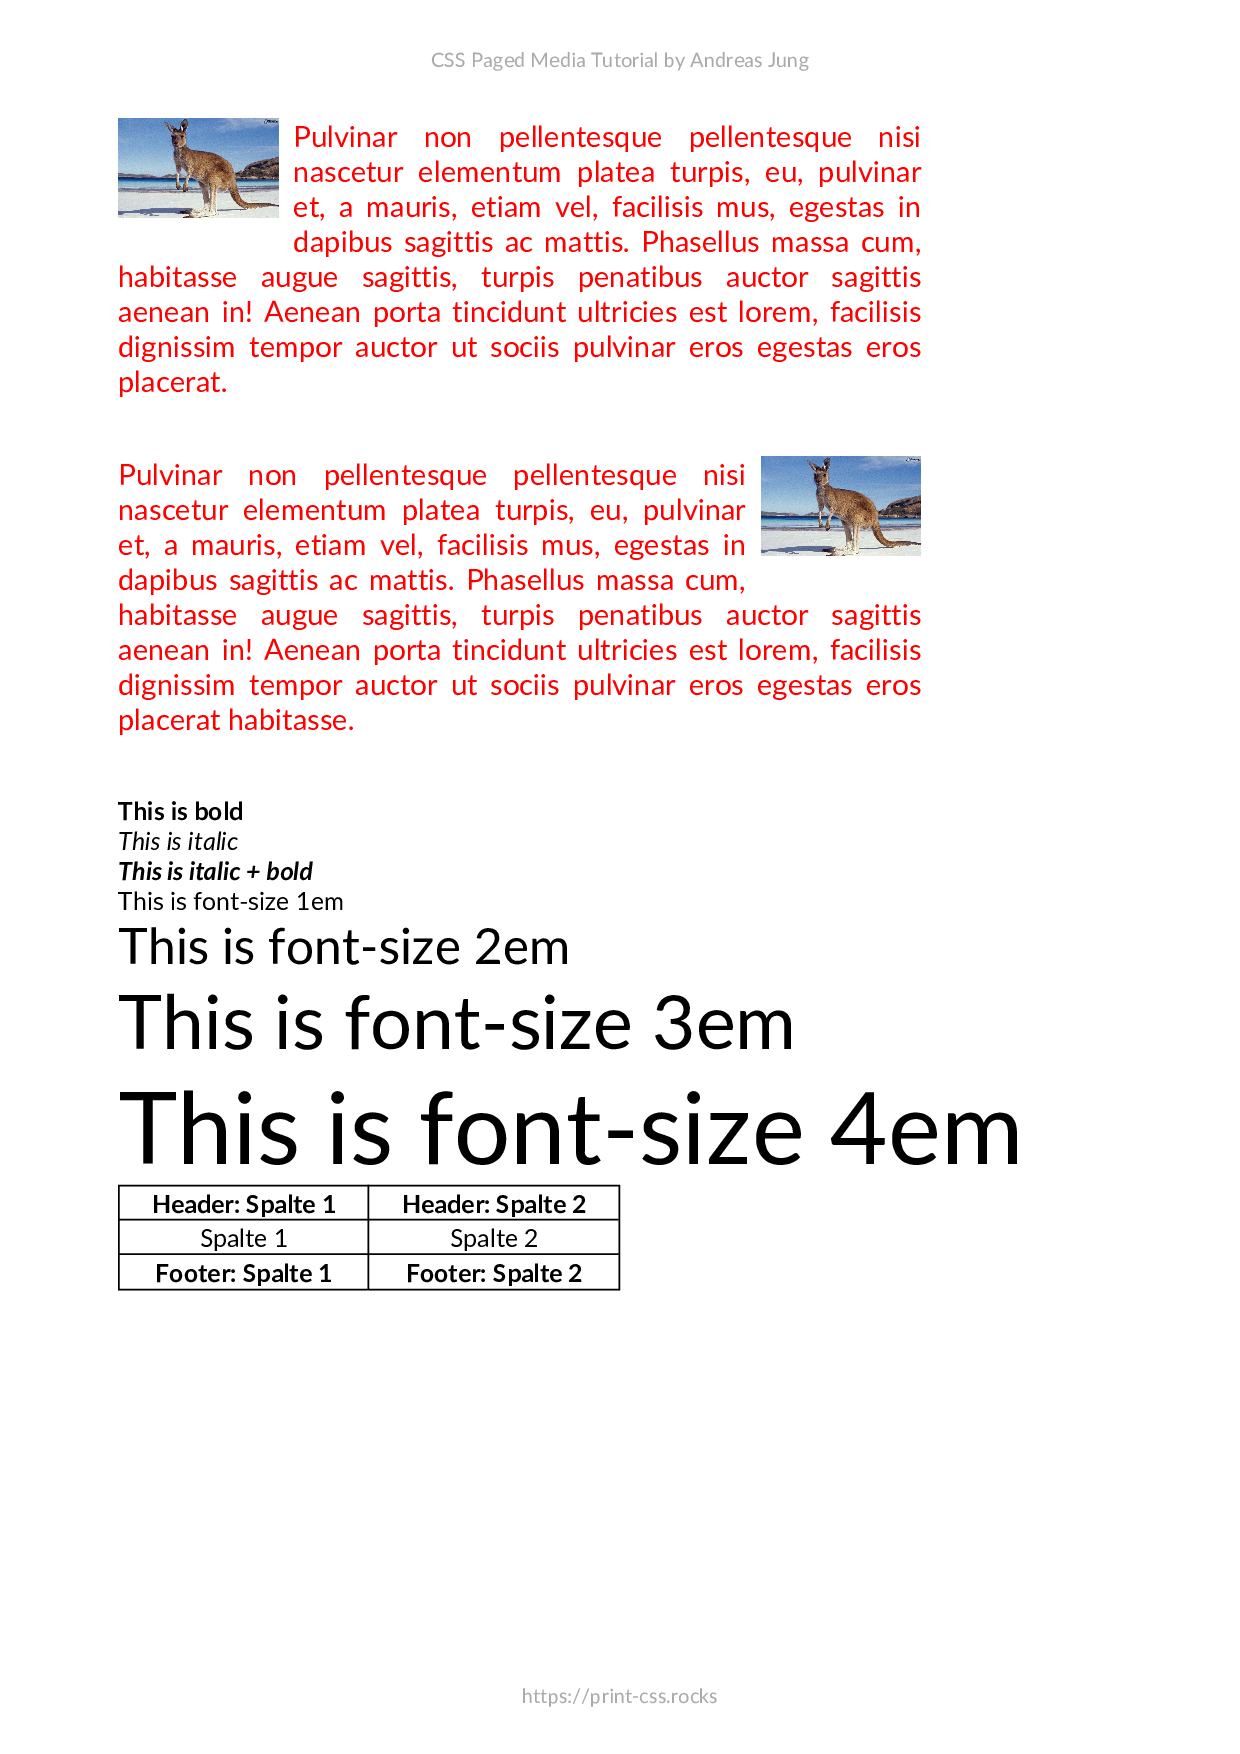 CSS Paged Media Tutorial by Andreas Jung
Pulvinar non pellentesque pellentesque nisi
nascetur elementum platea turpis, eu, pulvinar
et, a mauris, etiam vel, facilisis mus, egestas in
dapibus sagittis ac mattis. Phasellus massa cum,
habitasse augue sagittis, turpis penatibus auctor sagittis
aenean in! Aenean porta tincidunt ultricies est lorem, facilisis
dignissim tempor auctor ut sociis pulvinar eros egestas eros
placerat.
Pulvinar non pellentesque pellentesque nisi
nascetur elementum platea turpis, eu, pulvinar
et, a mauris, etiam vel, facilisis mus, egestas in
dapibus sagittis ac mattis. Phasellus massa cum,
habitasse augue sagittis, turpis penatibus auctor sagittis
aenean in! Aenean porta tincidunt ultricies est lorem, facilisis
dignissim tempor auctor ut sociis pulvinar eros egestas eros
placerat habitasse.
This is bold
This is italic
This is italic + bold
This is font-size 1em
This is font-size 2em
This is font-size 3em
This is font-size 4em
Header: Spalte 1 Header: Spalte 2
Spalte 1 Spalte 2
Footer: Spalte 1 Footer: Spalte 2
https://print-css.rocks